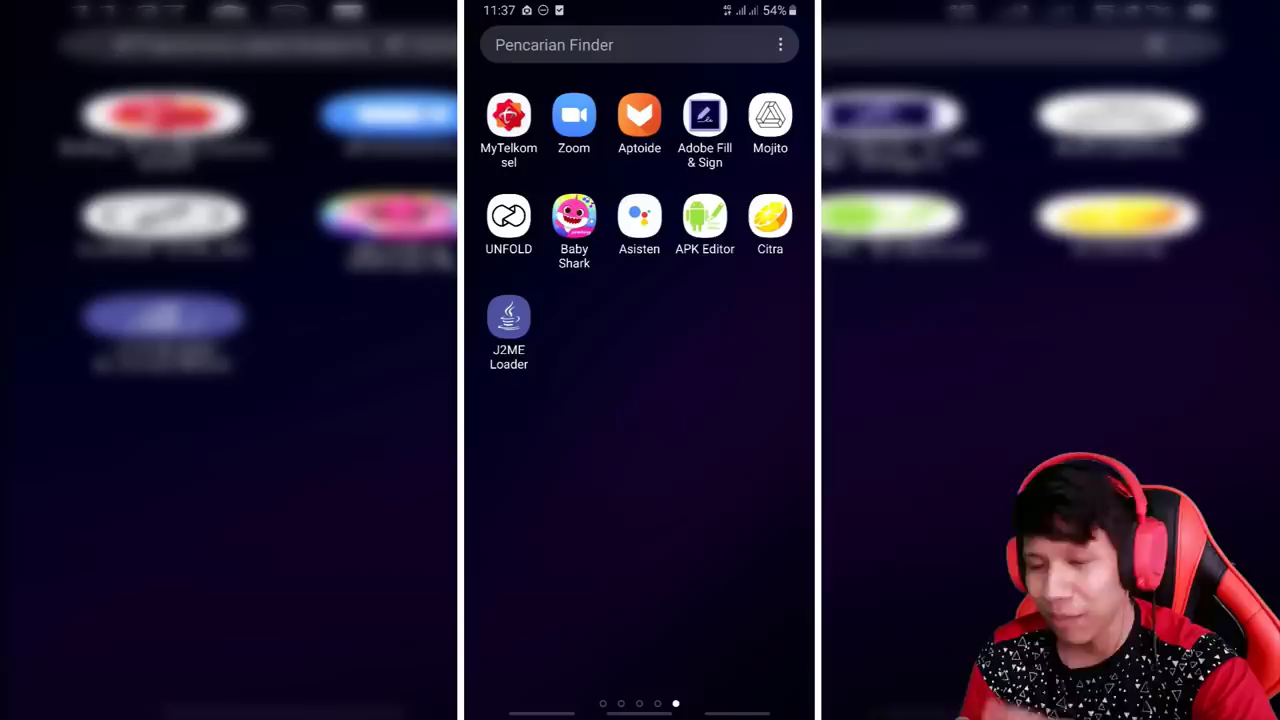 11:37
54%
Pencarian Finder
MyTelkom
sel
Zoom
Aptoide
Adobe Fill
& Sign
Mojito
UNFOLD
Baby
Shark
Asisten
APK Editor
Citra
J2ME
Loader